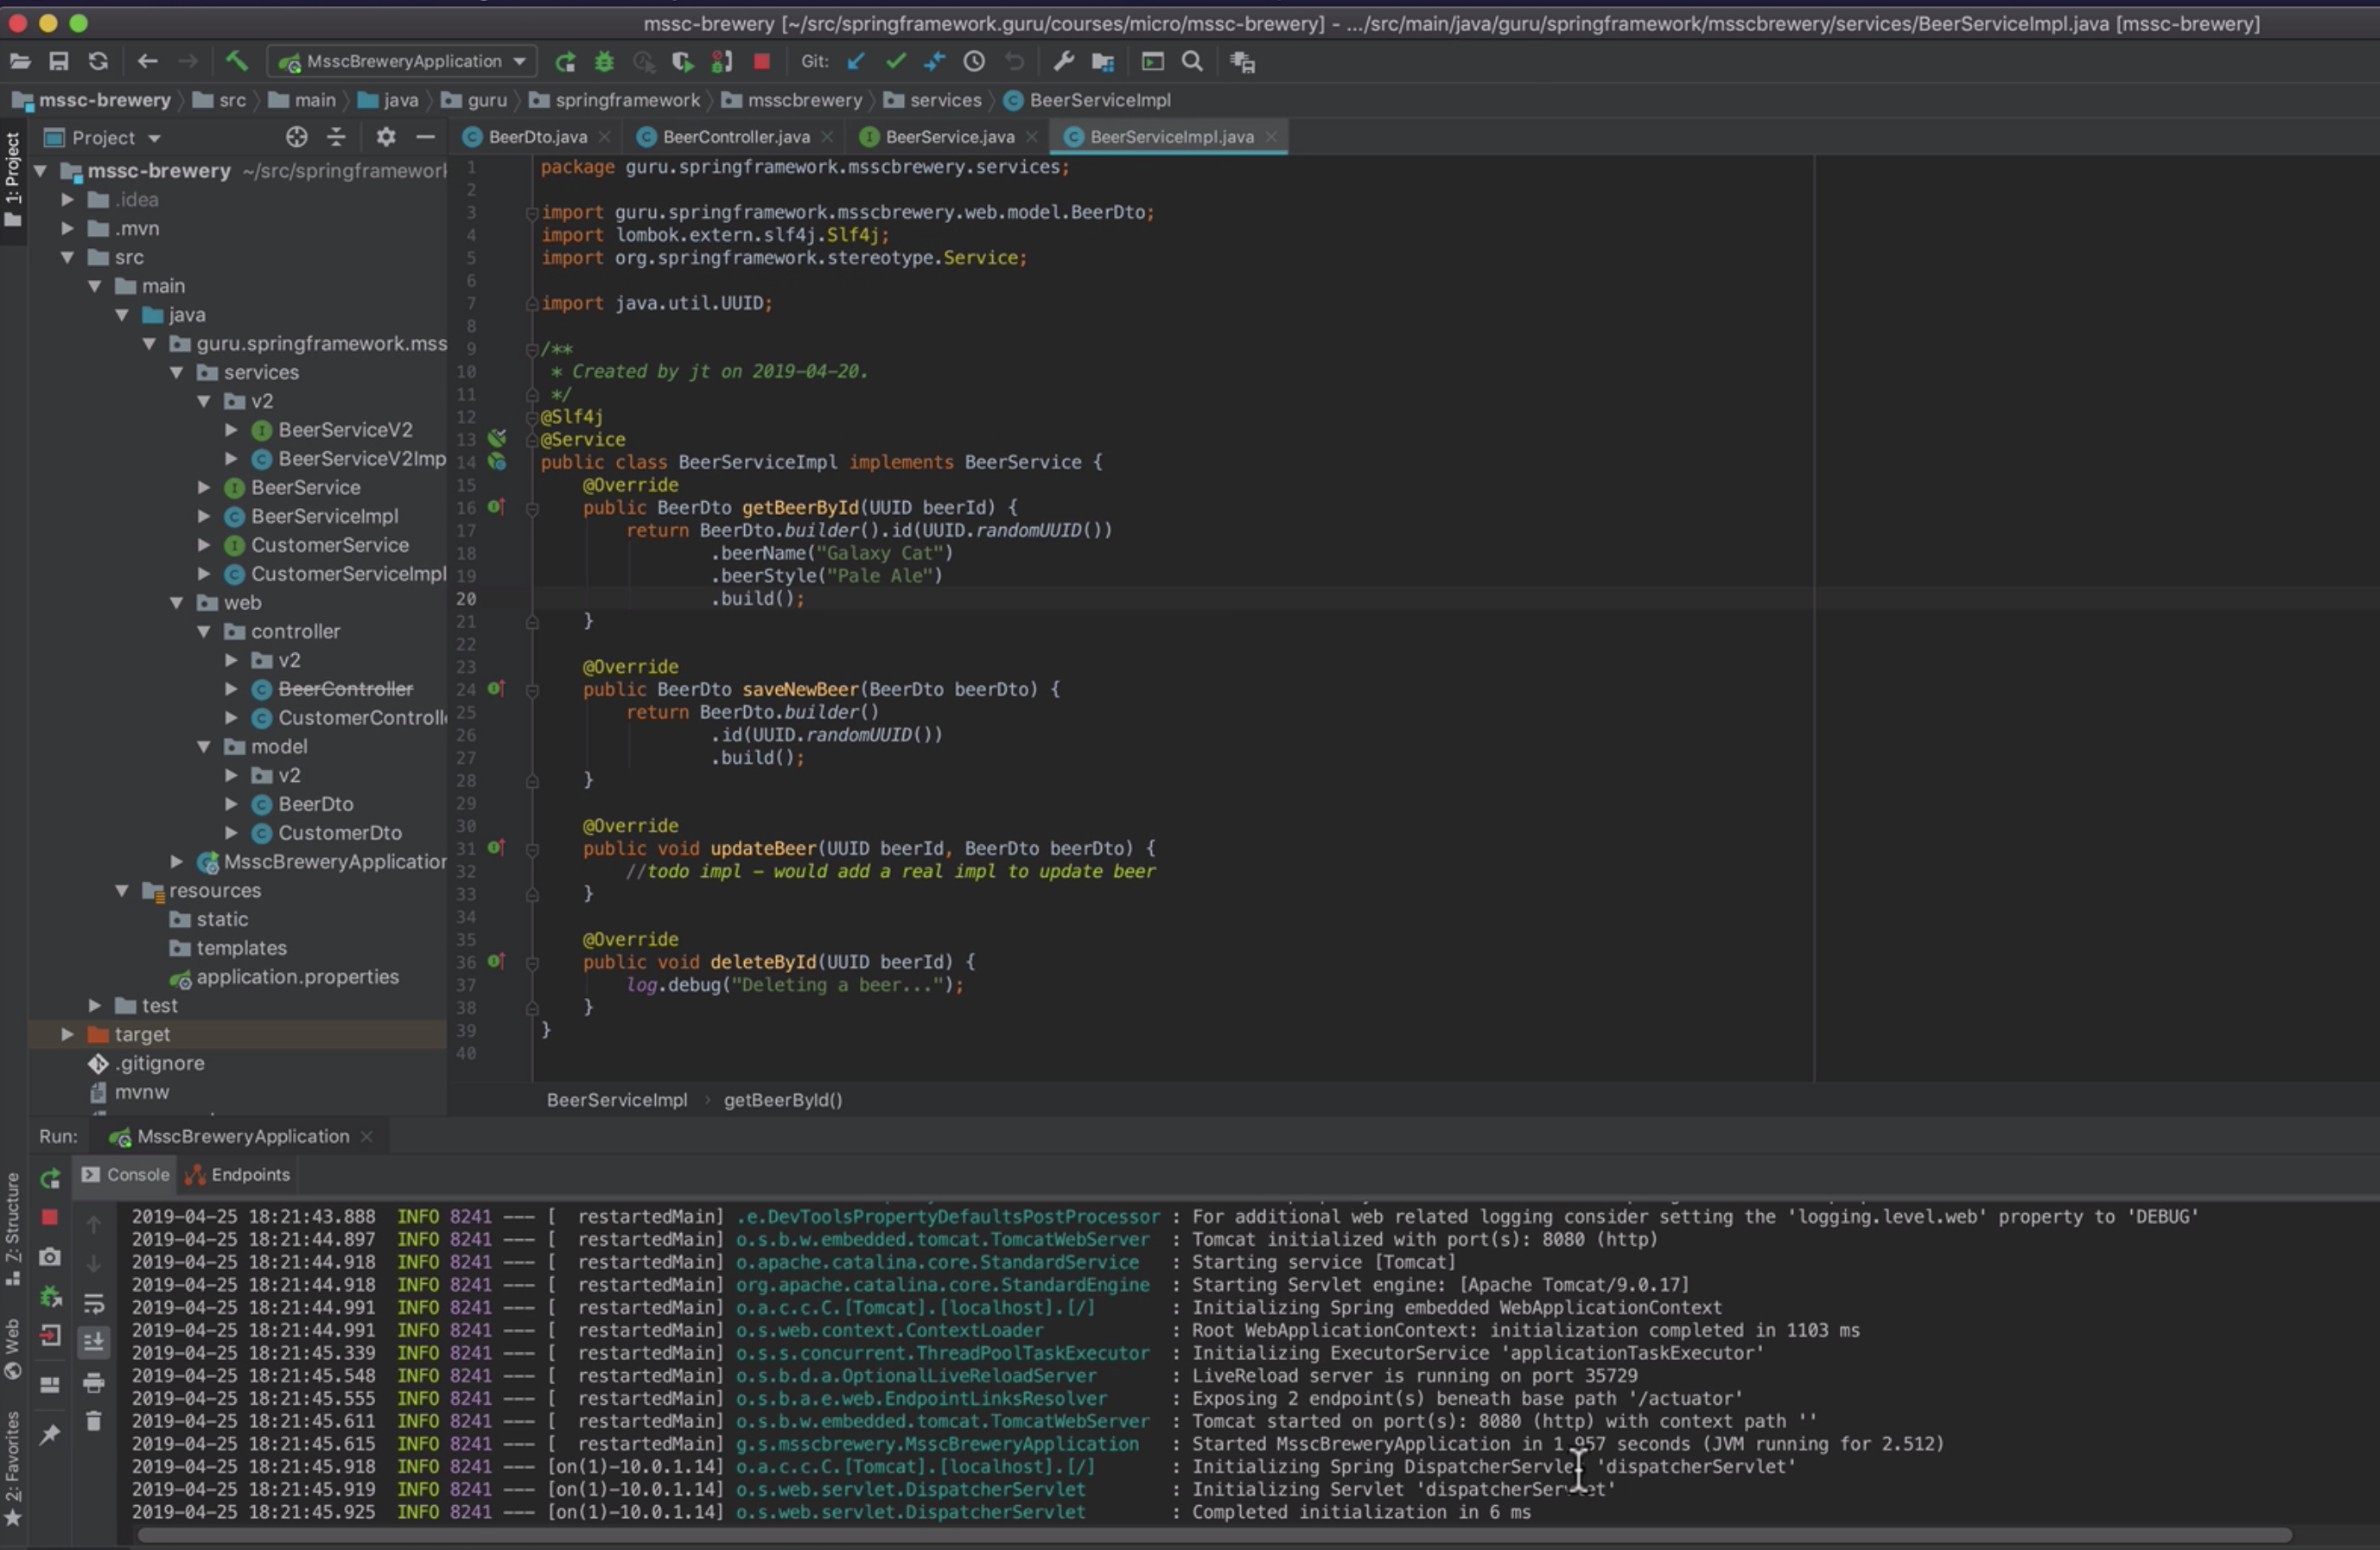 mssc-brewery [~/src/springframework.guru/courses/micro/mssc-brewery] - .../src/main/java/guru/springframework/msscbrewery/services/BeerServiceImpl.java [mssc-brewery]
MsscBreweryApplication
Git:
mssc-brewery src main java guru springframework msscbrewery services BeerServiceImpl
1: Project
Project
BeerDto.java BeerController.java BeerService.java BeerServiceImpl.java
mssc-brewery ~/src/springframework
.idea
.mvn
src
main
java
guru.springframework.mss
services
v2
BeerServiceV2
BeerServiceV2Imp
BeerService
BeerServiceImpl
CustomerService
CustomerServiceImpl
web
controller
v2
BeerController
CustomerControlle
model
v2
BeerDto
CustomerDto
MsscBreweryApplication
resources
static
templates
application.properties
test
target
.gitignore
mvnw
1 package guru.springframework.msscbrewery.services;
2
3 import guru.springframework.msscbrewery.web.model.BeerDto;
4 import lombok.extern.slf4j.Slf4j;
5 import org.springframework.stereotype.Service;
6
7 import java.util.UUID;
8
9 /**
10 * Created by jt on 2019-04-20.
11 */
12 @Slf4j
13 @Service
14 public class BeerServiceImpl implements BeerService {
15 @Override
16 public BeerDto getBeerById(UUID beerId) {
17 return BeerDto.builder().id(UUID.randomUUID())
18 .beerName("Galaxy Cat")
19 .beerStyle("Pale Ale")
20 .build();
21 }
22
23 @Override
24 public BeerDto saveNewBeer(BeerDto beerDto) {
25 return BeerDto.builder()
26 .id(UUID.randomUUID())
27 .build();
28 }
29
30 @Override
31 public void updateBeer(UUID beerId, BeerDto beerDto) {
32 //todo impl - would add a real impl to update beer
33 }
34
35 @Override
36 public void deleteById(UUID beerId) {
37 log.debug("Deleting a beer...");
38 }
39 }
40
BeerServiceImpl › getBeerById()
Run: MsscBreweryApplication
Console Endpoints
Z: Structure
Web
2: Favorites
2019-04-25 18:21:43.888 INFO 8241 --- [ restartedMain] .e.DevToolsPropertyDefaultsPostProcessor : For additional web related logging consider setting the 'logging.level.web' property to 'DEBUG'
2019-04-25 18:21:44.897 INFO 8241 --- [ restartedMain] o.s.b.w.embedded.tomcat.TomcatWebServer : Tomcat initialized with port(s): 8080 (http)
2019-04-25 18:21:44.918 INFO 8241 --- [ restartedMain] o.apache.catalina.core.StandardService : Starting service [Tomcat]
2019-04-25 18:21:44.918 INFO 8241 --- [ restartedMain] org.apache.catalina.core.StandardEngine : Starting Servlet engine: [Apache Tomcat/9.0.17]
2019-04-25 18:21:44.991 INFO 8241 --- [ restartedMain] o.a.c.c.C.[Tomcat].[localhost].[/] : Initializing Spring embedded WebApplicationContext
2019-04-25 18:21:44.991 INFO 8241 --- [ restartedMain] o.s.web.context.ContextLoader : Root WebApplicationContext: initialization completed in 1103 ms
2019-04-25 18:21:45.339 INFO 8241 --- [ restartedMain] o.s.s.concurrent.ThreadPoolTaskExecutor : Initializing ExecutorService 'applicationTaskExecutor'
2019-04-25 18:21:45.548 INFO 8241 --- [ restartedMain] o.s.b.d.a.OptionalLiveReloadServer : LiveReload server is running on port 35729
2019-04-25 18:21:45.555 INFO 8241 --- [ restartedMain] o.s.b.a.e.web.EndpointLinksResolver : Exposing 2 endpoint(s) beneath base path '/actuator'
2019-04-25 18:21:45.611 INFO 8241 --- [ restartedMain] o.s.b.w.embedded.tomcat.TomcatWebServer : Tomcat started on port(s): 8080 (http) with context path ''
2019-04-25 18:21:45.615 INFO 8241 --- [ restartedMain] g.s.msscbrewery.MsscBreweryApplication : Started MsscBreweryApplication in 1.957 seconds (JVM running for 2.512)
2019-04-25 18:21:45.918 INFO 8241 --- [on(1)-10.0.1.14] o.a.c.c.C.[Tomcat].[localhost].[/] : Initializing Spring DispatcherServlet 'dispatcherServlet'
2019-04-25 18:21:45.919 INFO 8241 --- [on(1)-10.0.1.14] o.s.web.servlet.DispatcherServlet : Initializing Servlet 'dispatcherServlet'
2019-04-25 18:21:45.925 INFO 8241 --- [on(1)-10.0.1.14] o.s.web.servlet.DispatcherServlet : Completed initialization in 6 ms